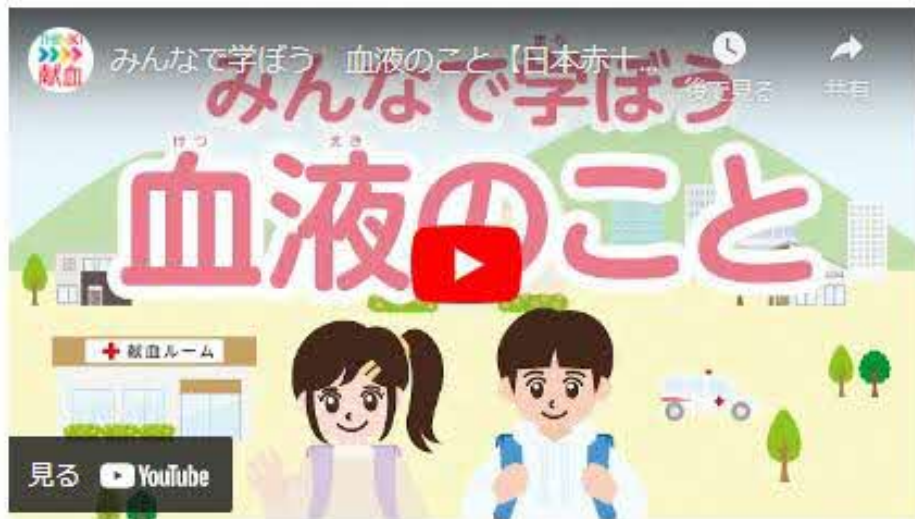 みんなで学ぼう 血液のこと【日本赤十...
後で見る
共有
献血
みんなで学ぼう
けつ えき
血液のこと
献血ルーム
見る YouTube